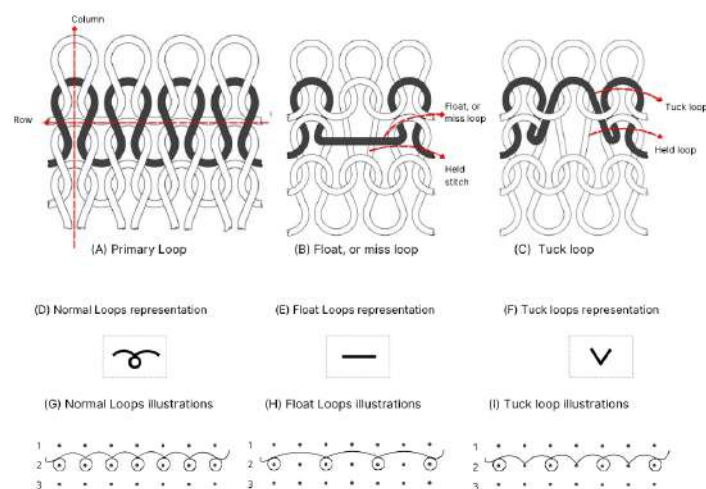 Column
Row
Float, or
miss loop
Held
stitch
Tuck loop
Held loop
(A) Primary Loop
(B) Float, or miss loop
(C) Tuck loop
(D) Normal Loops representation
(E) Float Loops representation
(F) Tuck loops representation
(G) Normal Loops illustrations
(H) Float Loops illustrations
(I) Tuck loop illustrations
1
2
3
1
2
3
1
2
3